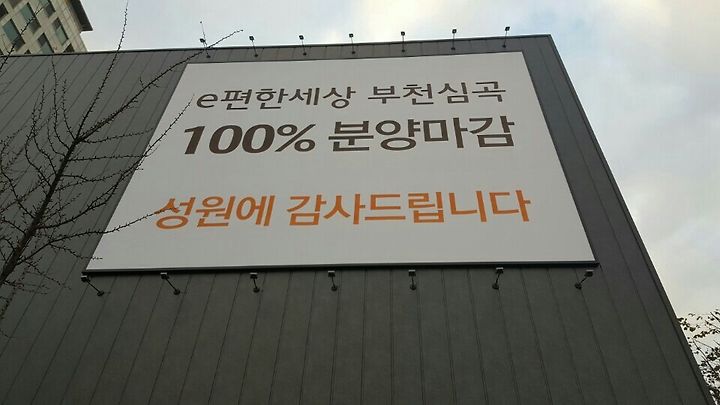 e편한세상 부천심곡
100% 분양마감
성원에 감사드립니다